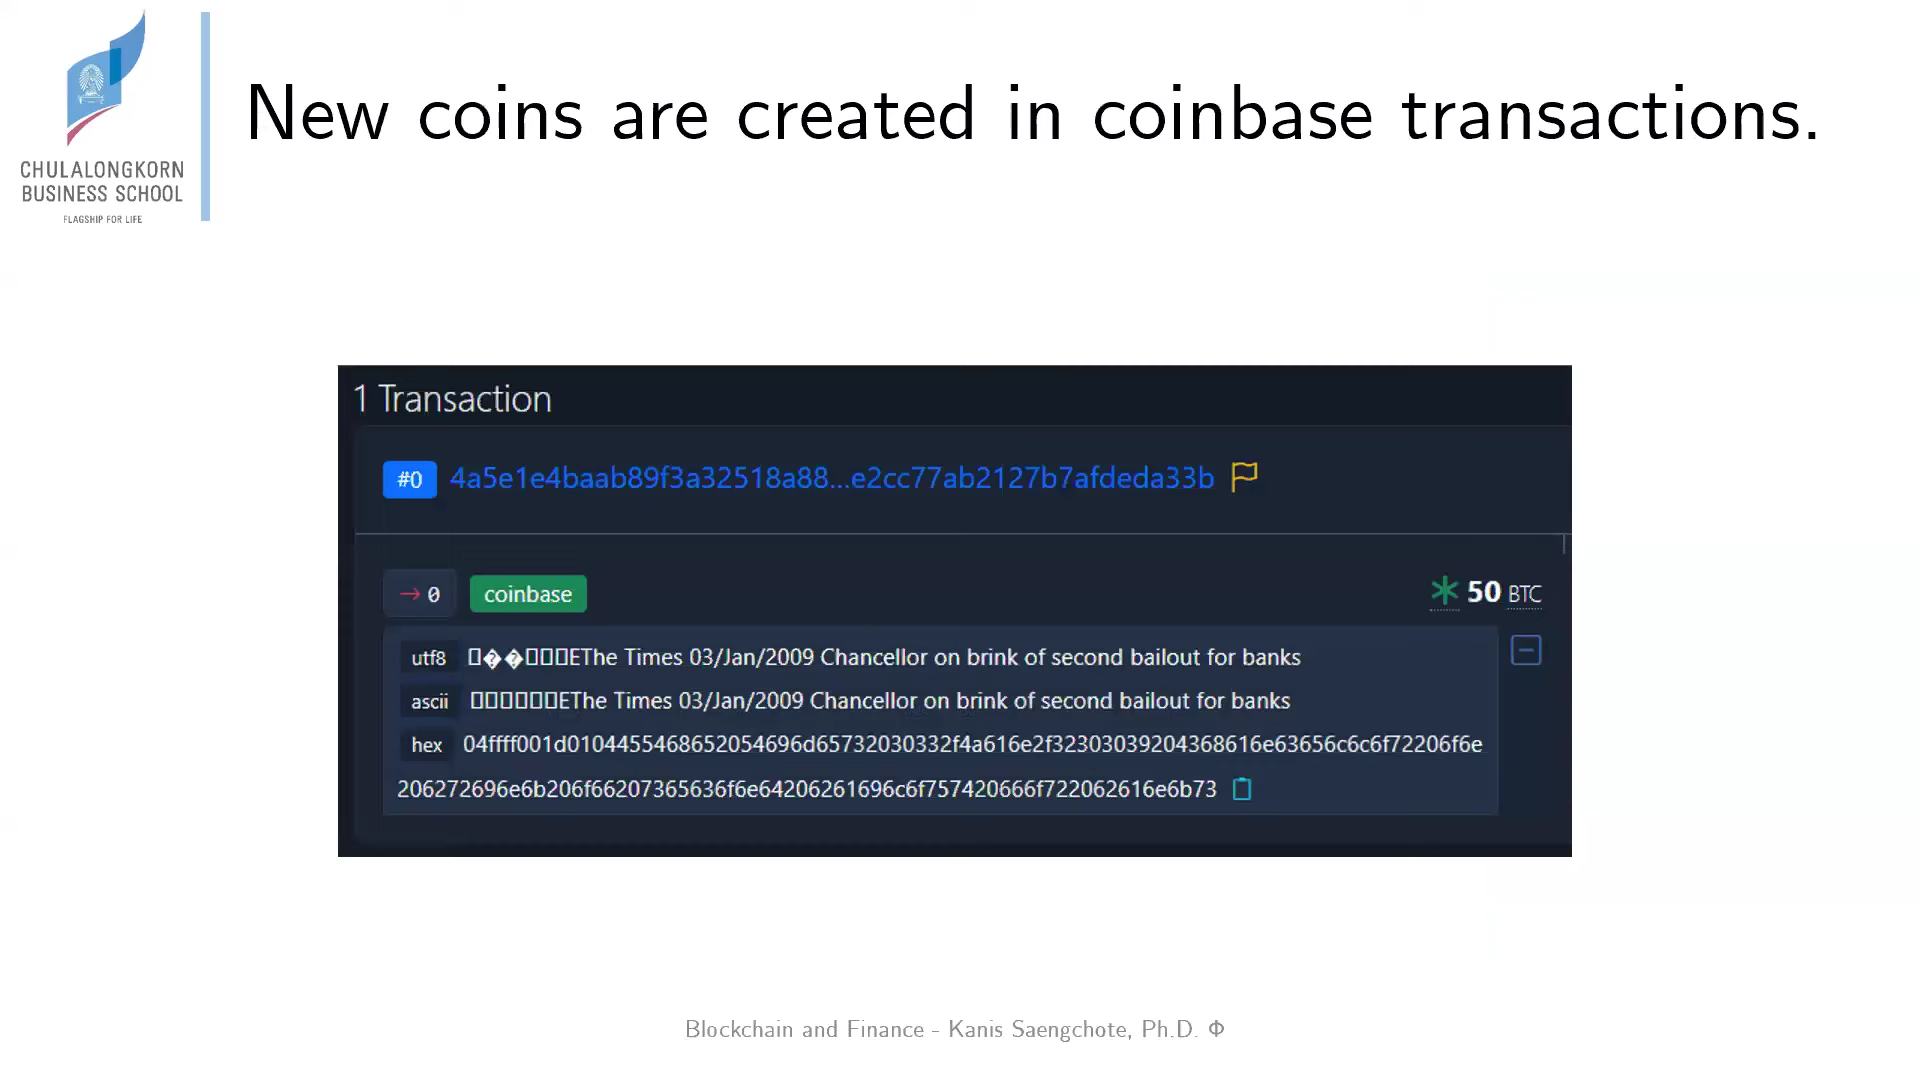 CHULALONGKORN
BUSINESS SCHOOL
FLAGSHIP FOR LIFE
New coins are created in coinbase transactions.
1 Transaction
#0 4a5e1e4baab89f3a32518a88...e2cc77ab2127b7afdeda33b
→ 0 coinbase 50 BTC
utf8 □��□□□EThe Times 03/Jan/2009 Chancellor on brink of second bailout for banks
ascii □□□□□□□EThe Times 03/Jan/2009 Chancellor on brink of second bailout for banks
hex 04ffff001d0104455468652054696d65732030332f4a616e2f32303039204368616e63656c6c6f72206f6e
206272696e6b206f66207365636f6e64206261696c6f757420666f722062616e6b73
Blockchain and Finance - Kanis Saengchote, Ph.D. Φ